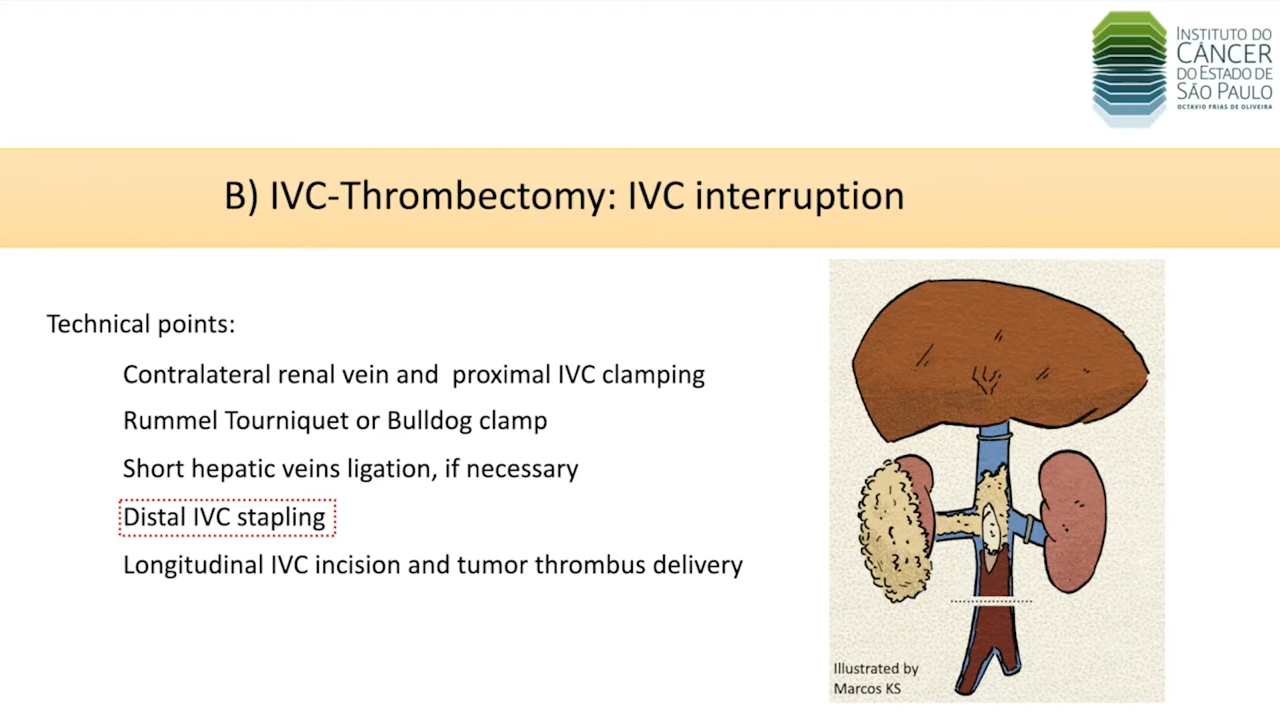 INSTITUTO DO
CÂNCER
DO ESTADO DE
SÃO PAULO
OCTAVIO FRIAS DE OLIVEIRA
B) IVC-Thrombectomy: IVC interruption
Technical points:
Contralateral renal vein and proximal IVC clamping
Rummel Tourniquet or Bulldog clamp
Short hepatic veins ligation, if necessary
Distal IVC stapling
Longitudinal IVC incision and tumor thrombus delivery
Illustrated by
Marcos KS